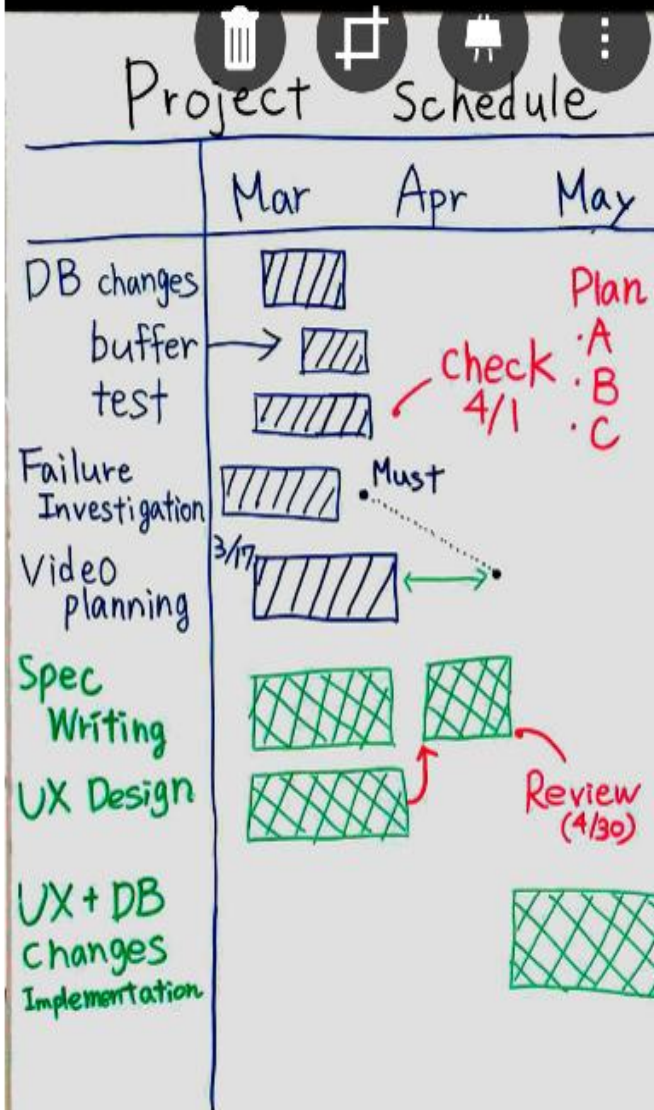 Project Schedule
Mar Apr May
DB changes
buffer
test
Check
4/1
Plan
·A
·B
·C
Failure
Investigation
Must
Video
planning
3/17
Spec
Writing
UX Design
Review
(4/30)
UX + DB
Changes
Implementation